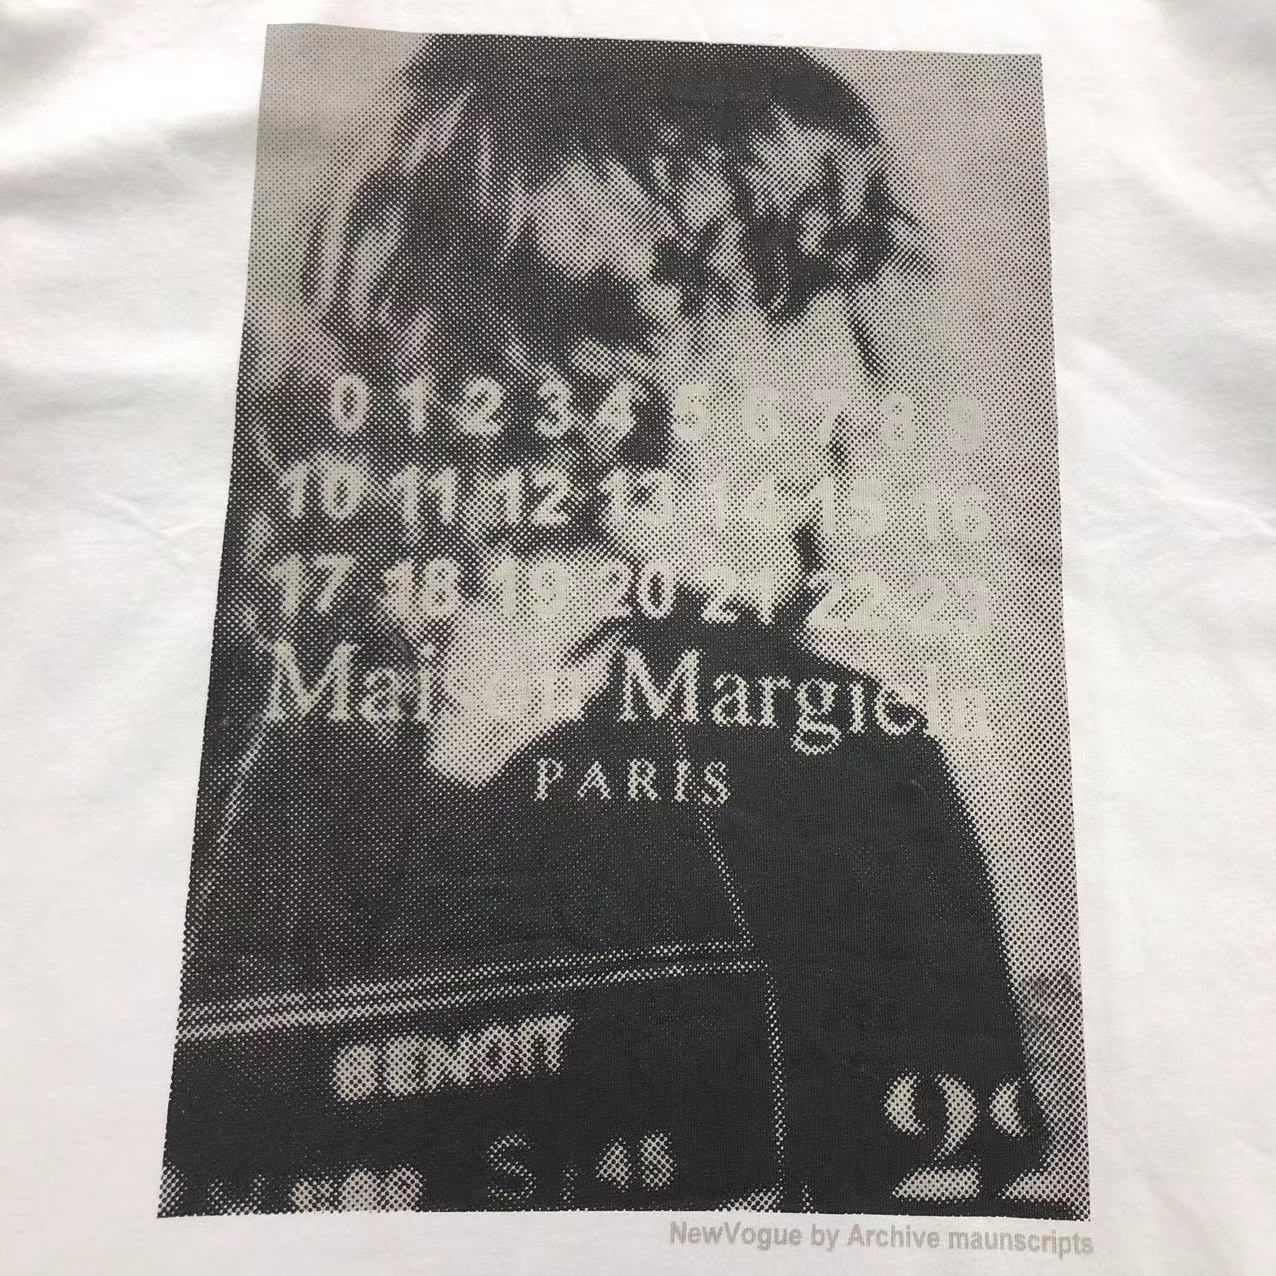 0 1 2 3 4 5 6 7 8 9
10 11 12 13 14 15 16
17 18 19 20 21 22 23
Maison Margiela
PARIS
22
NewVogue by Archive maunscripts